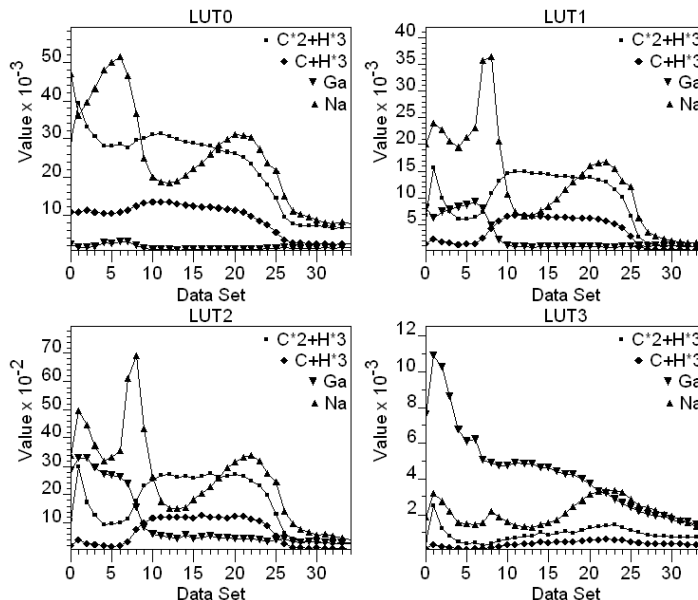 LUT0
C*2+H*3
C+H*3
Ga
Na
50
40
30
20
10
Value x 10⁻³
0 5 10 15 20 25 30
Data Set
LUT1
C*2+H*3
C+H*3
Ga
Na
40
35
30
25
20
15
10
5
Value x 10⁻³
0 5 10 15 20 25 30
Data Set
LUT2
C*2+H*3
C+H*3
Ga
Na
70
60
50
40
30
20
10
Value x 10⁻²
0 5 10 15 20 25 30
Data Set
LUT3
C*2+H*3
C+H*3
Ga
Na
12
10
8
6
4
2
Value x 10⁻³
0 5 10 15 20 25 30
Data Set